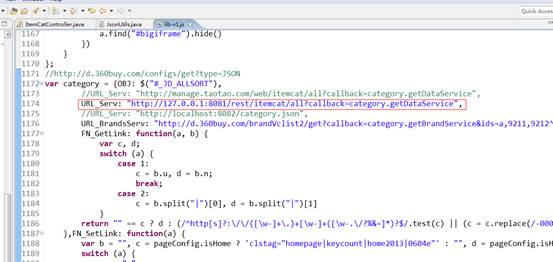 ItemCatController.java
JsonUtils.java
lib-v1.js
1167 a.find("#bigiframe").hide()
1168 })
1169 }
1170 };
1171 //http://d.360buy.com/configs/get?type=JSON
1172 var category = {OBJ: $("#_JD_ALLSORT"),
1173 //URL_Serv: "http://manage.taotao.com/web/itemcat/all?callback=category.getDataService",
1174 URL_Serv: "http://127.0.0.1:8081/rest/itemcat/all?callback=category.getDataService",
1175 //URL_Serv: "http://localhost:8082/category.json",
1176 URL_BrandsServ: "http://d.360buy.com/brandVclist2/get?callback=category.getBrandService&ids=a,9211,9212^
1177 FN_GetLink: function(a, b) {
1178 var c, d;
1179 switch (a) {
1180 case 1:
1181 c = b.u, d = b.n;
1182 break;
1183 case 2:
1184 c = b.split("|")[0], d = b.split("|")[1]
1185 }
1186 return "" == c ? d : (/^http[s]?:\/\/([\w-]+\.)+[\w-]+([\w-.\/?%&=]*)?$/.test(c) || (c = c.replace(/-000
1187 },FN_SetLink: function(a) {
1188 var b = "", c = pageConfig.isHome ? 'clstag="homepage|keycount|home2013|0604e"' : "", d = pageConfig.is
1189 switch (a) {